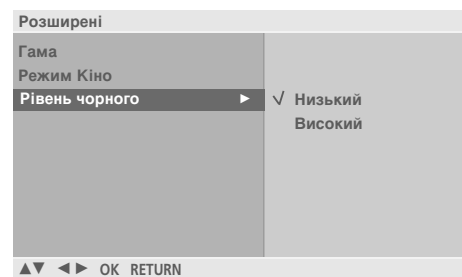 Розширені
Гама
Режим Кіно
Рівень чорного ► √ Низький
Високий
▲▼ ◄► OK RETURN